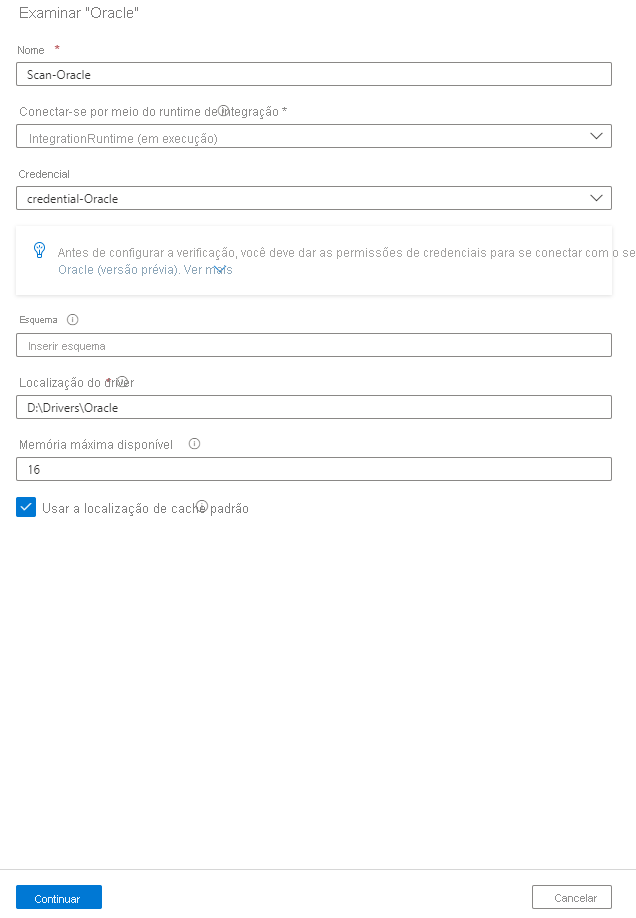 Examinar "Oracle"
Nome *
Scan-Oracle
Conectar-se por meio do runtime de integração *
IntegrationRuntime (em execução)
Credencial
credential-Oracle
Antes de configurar a verificação, você deve dar as permissões de credenciais para se conectar com o se
Oracle (versão prévia). Ver mais
Esquema
Inserir esquema
Localização do driver *
D:\Drivers\Oracle
Memória máxima disponível
16
Usar a localização de cache padrão
Continuar
Cancelar